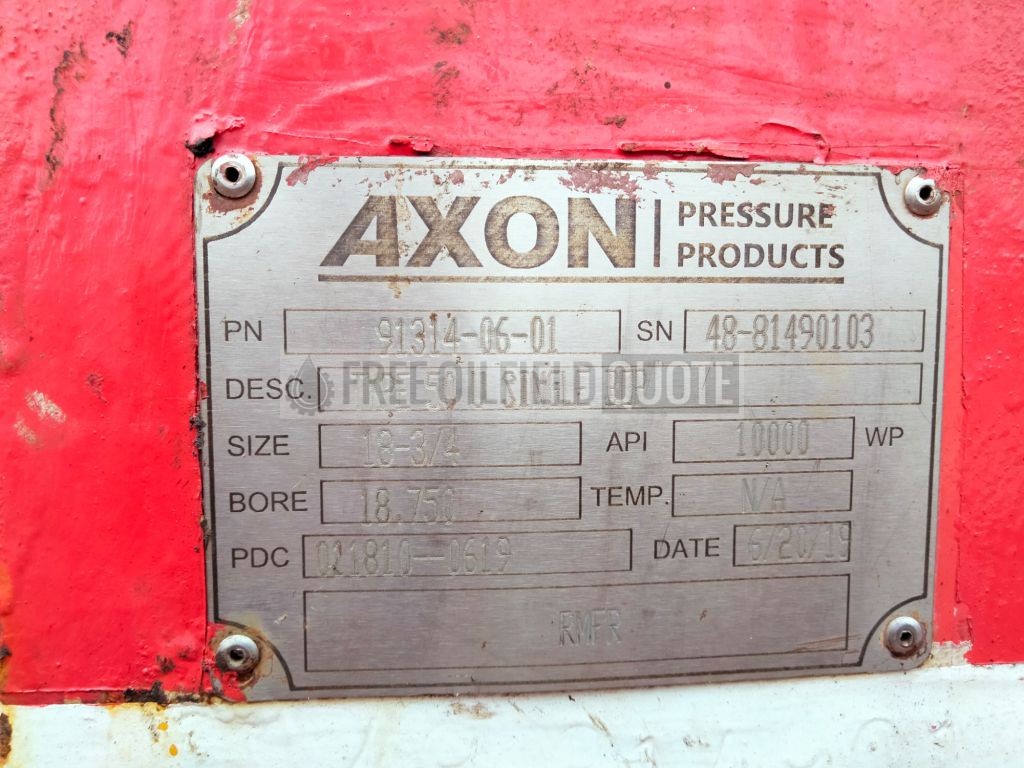 AXON | PRESSURE PRODUCTS
PN 91314-06-01 SN 48-81490103
DESC.
FREE OILFIELD QUOTE
SIZE 18-3/4 API 10000 WP
BORE 18.750 TEMP. N/A
PDC 021810-0619 DATE 6/20/19
RMFR